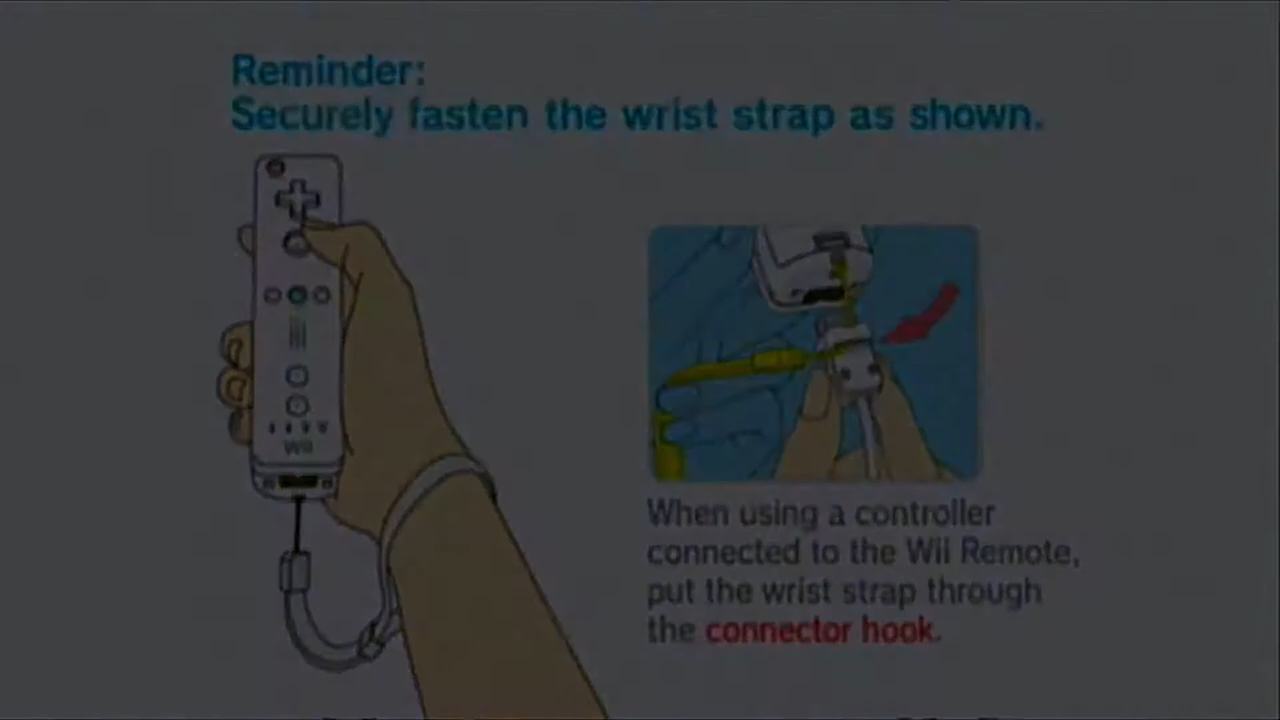 Reminder:
Securely fasten the wrist strap as shown.
Wii
When using a controller
connected to the Wii Remote,
put the wrist strap through
the connector hook.